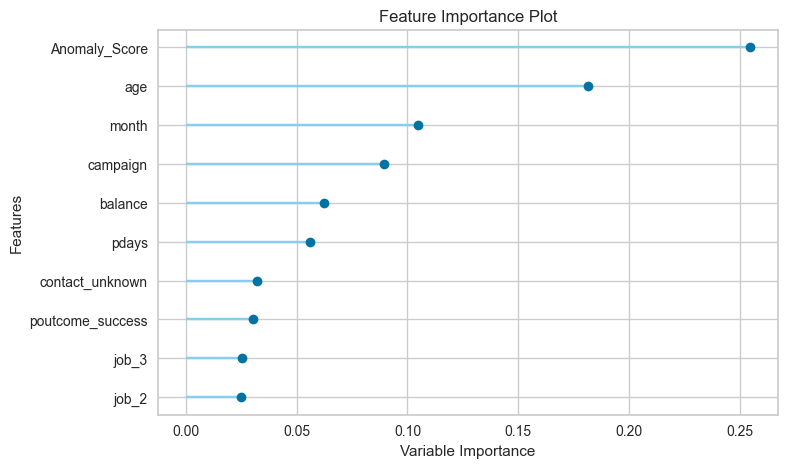 Feature Importance Plot
Anomaly_Score
age
month
campaign
balance
pdays
contact_unknown
poutcome_success
job_3
job_2
Features
0.00 0.05 0.10 0.15 0.20 0.25
Variable Importance